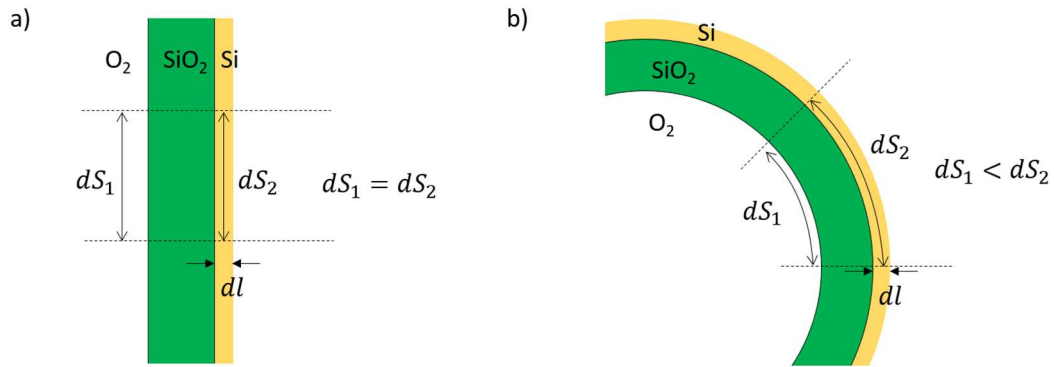 a)
O₂ SiO₂ Si
dS₁ dS₂ dS₁ = dS₂
dl
b)
Si
SiO₂
O₂
dS₂
dS₁ < dS₂
dS₁
dl